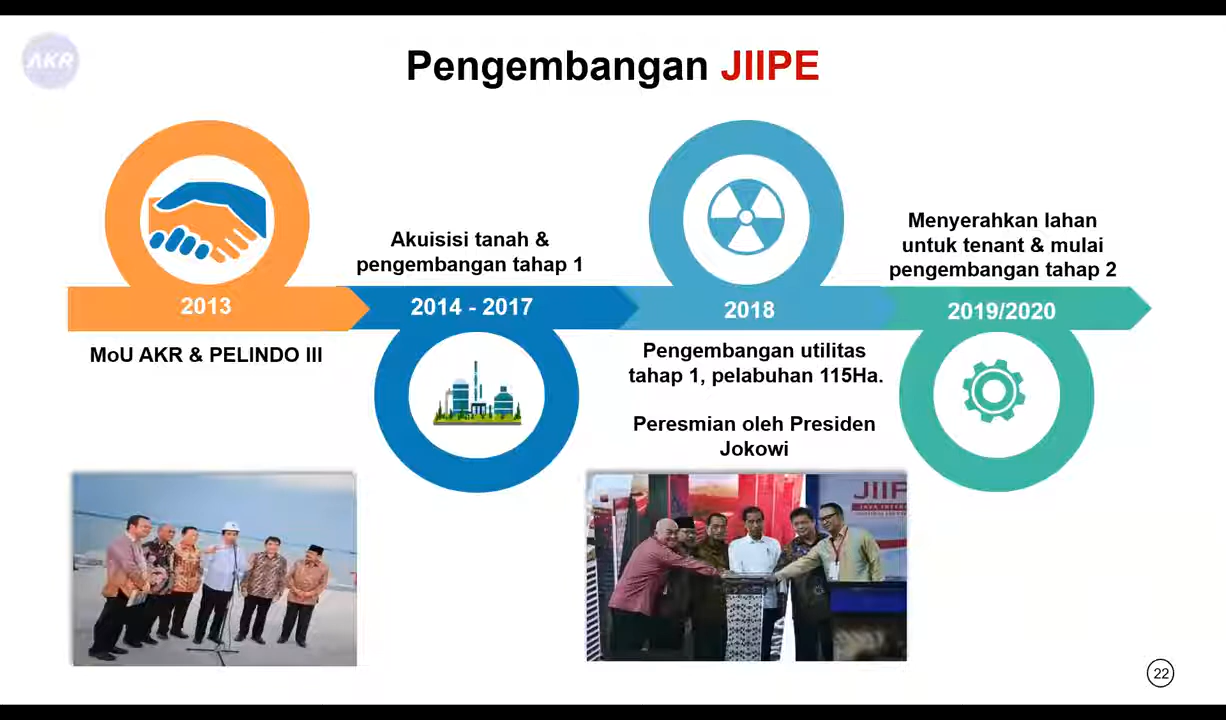 AKR
Pengembangan JIIPE
2013
MoU AKR & PELINDO III
Akuisisi tanah &
pengembangan tahap 1
2014 - 2017
2018
Pengembangan utilitas
tahap 1, pelabuhan 115Ha.
Peresmian oleh Presiden
Jokowi
Menyerahkan lahan
untuk tenant & mulai
pengembangan tahap 2
2019/2020
JIIP
22